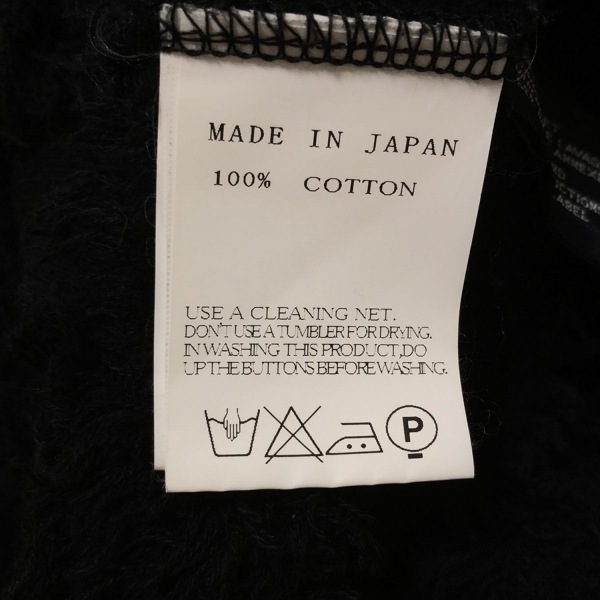 MADE IN JAPAN
100% COTTON
USE A CLEANING NET.
DON'T USE A TUMBLER FOR DRYING.
IN WASHING THIS PRODUCT,DO
UP THE BUTTONS BEFORE WASHING.
P
LABEL